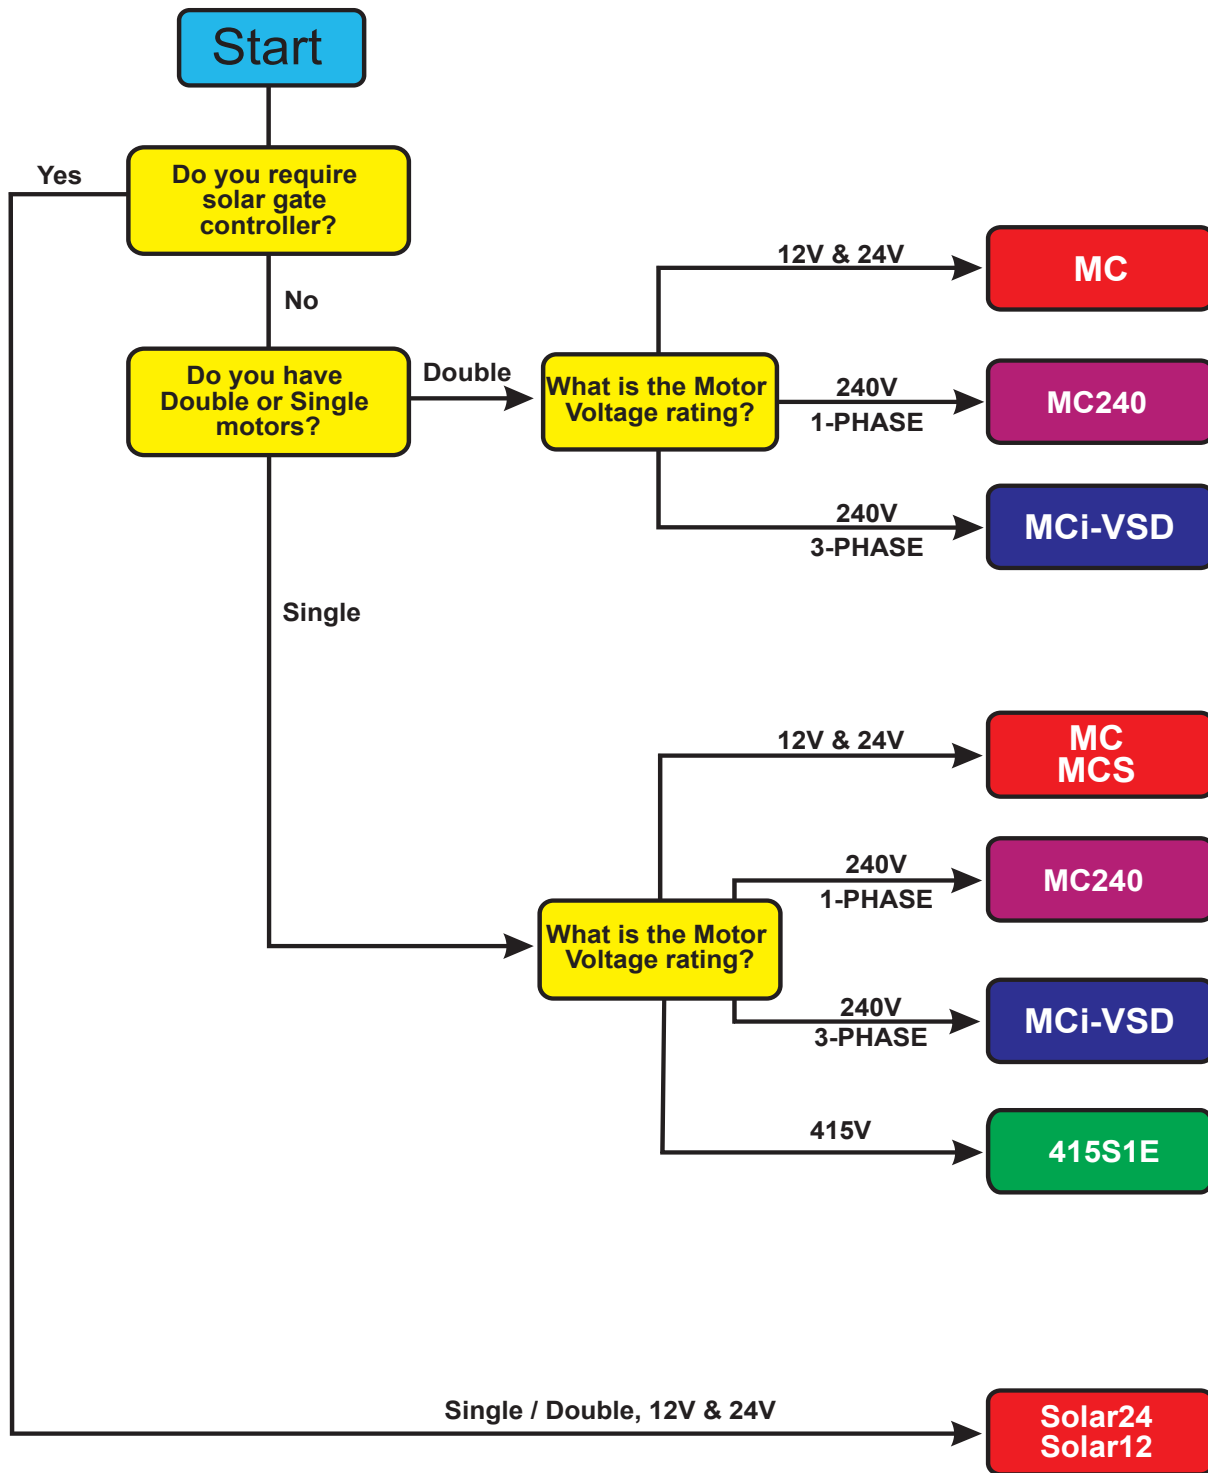 Start
Yes
Do you require
solar gate
controller?
No
Do you have
Double or Single
motors?
Double
What is the Motor
Voltage rating?
12V & 24V
MC
240V
1-PHASE
MC240
240V
3-PHASE
MCi-VSD
Single
What is the Motor
Voltage rating?
12V & 24V
MC
MCS
240V
1-PHASE
MC240
240V
3-PHASE
MCi-VSD
415V
415S1E
Single / Double, 12V & 24V
Solar24
Solar12